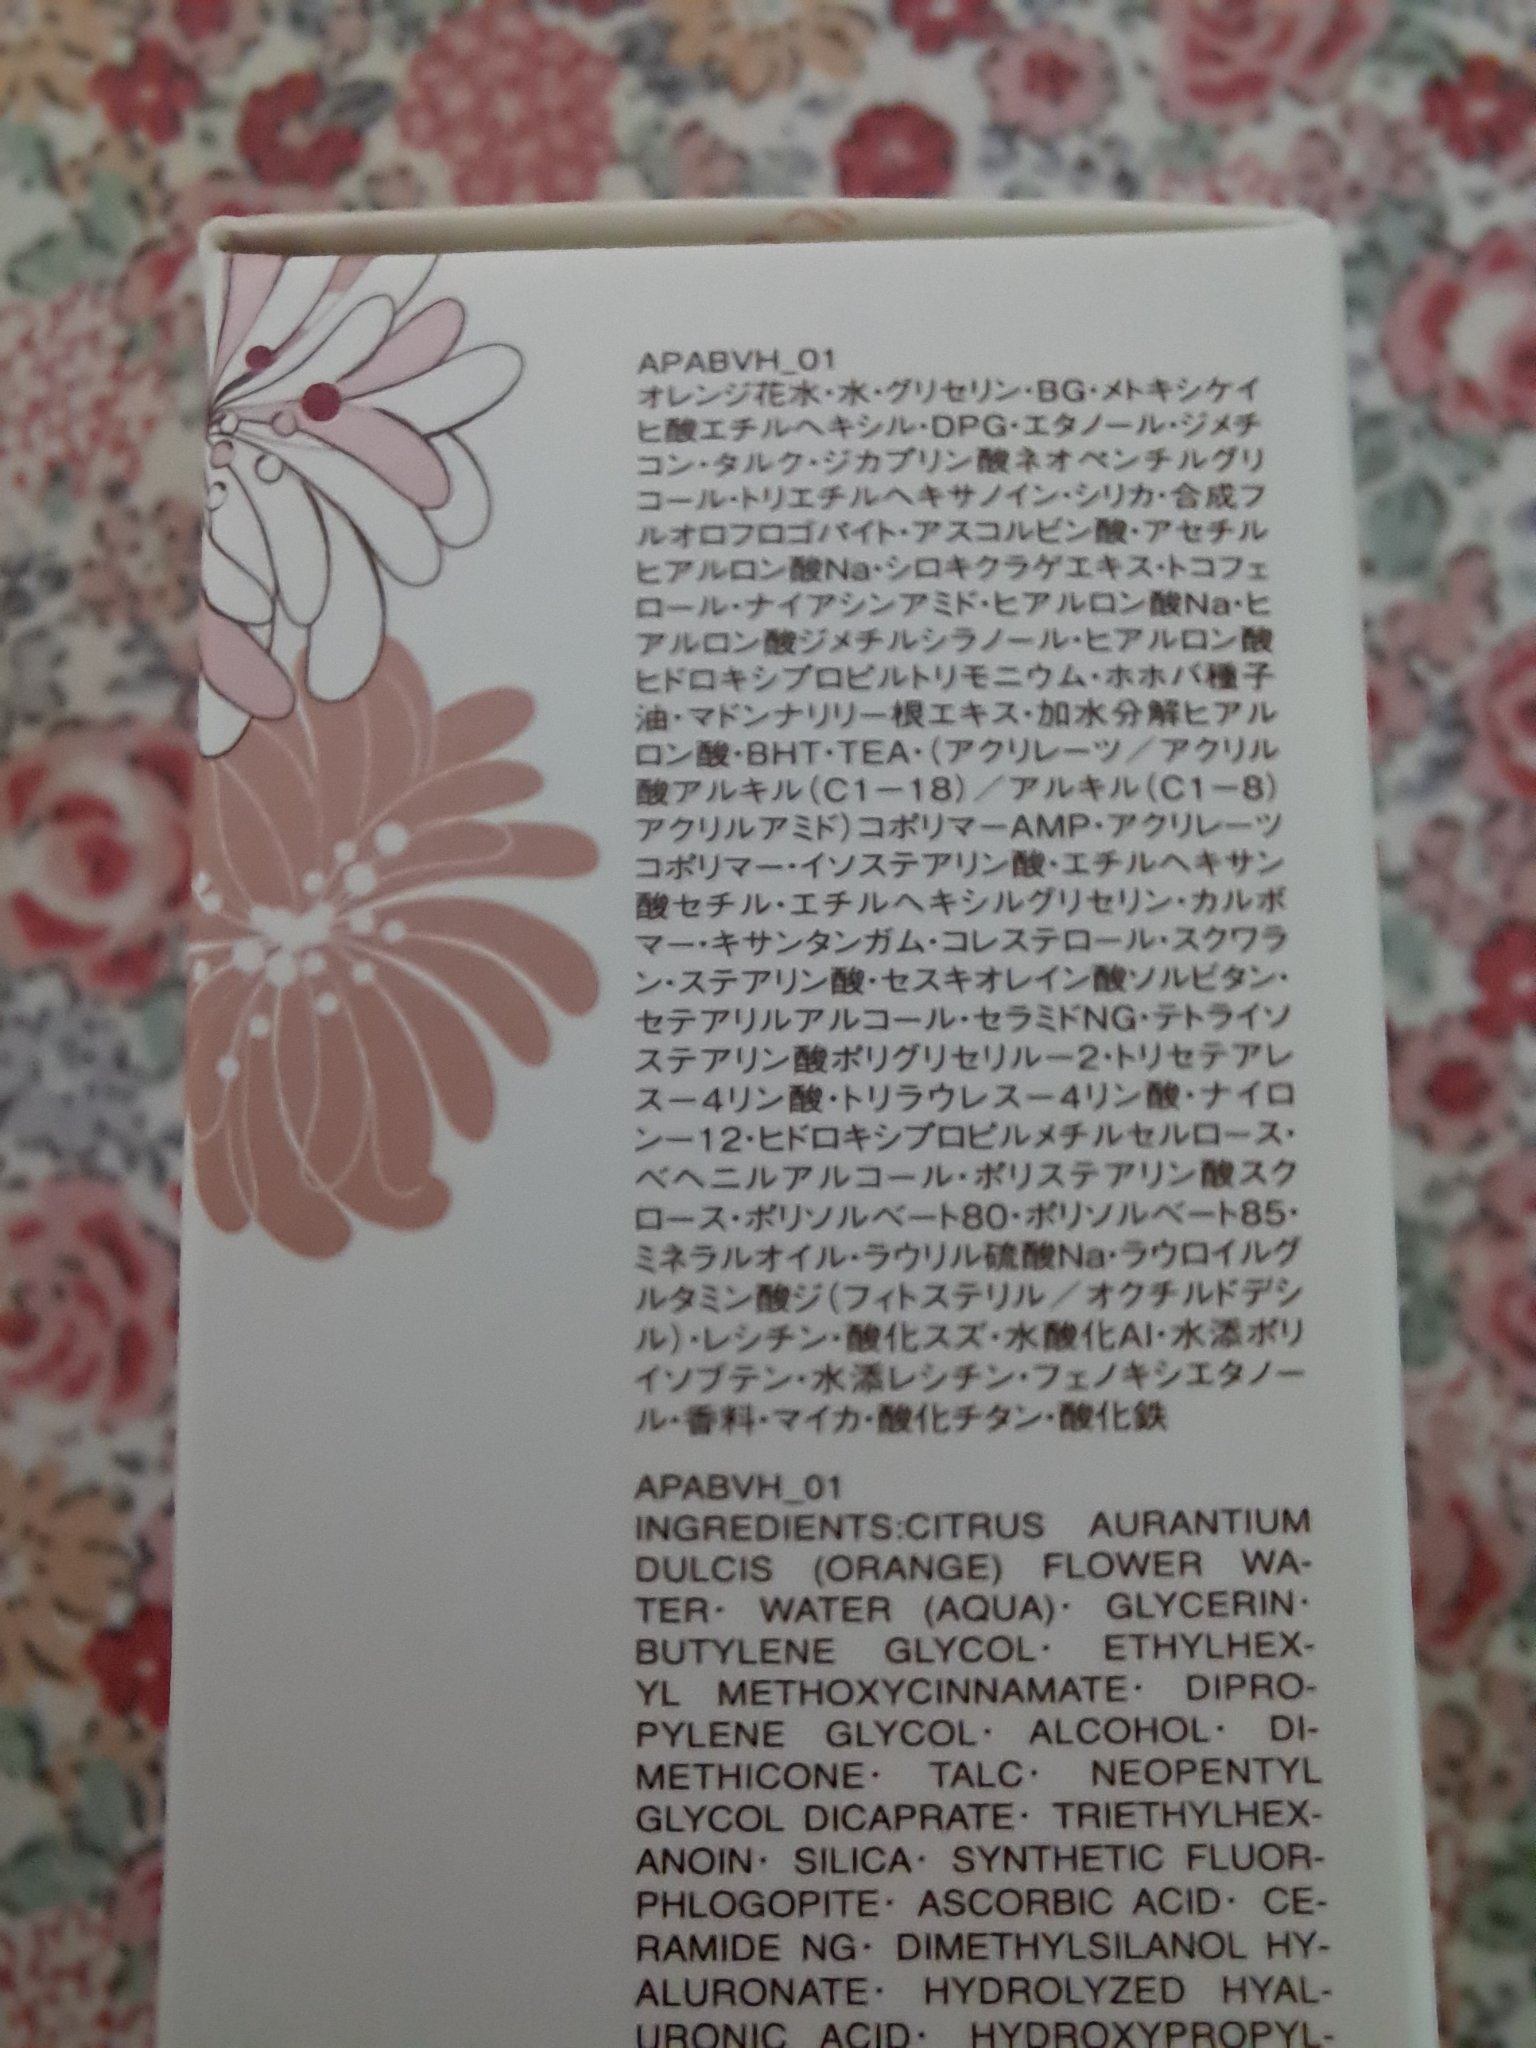 APABVH_01
オレンジ花水・水・グリセリン・BG・メトキシケイ
ヒ酸エチルヘキシル・DPG・エタノール・ジメチ
コン・タルク・ジカプリン酸ネオペンチルグリ
コール・トリエチルヘキサノイン・シリカ・合成フ
ルオロフロゴパイト・アスコルビン酸・アセチル
ヒアルロン酸Na・シロキクラゲエキス・トコフェ
ロール・ナイアシンアミド・ヒアルロン酸Na・ヒ
アルロン酸ジメチルシラノール・ヒアルロン酸
ヒドロキシプロピルトリモニウム・ホホバ種子
油・マドンナリリー根エキス・加水分解ヒアル
ロン酸・BHT・TEA・(アクリレーツ/アクリル
酸アルキル(C1-18)/アルキル(C1-8)
アクリルアミド)コポリマーAMP・アクリレーツ
コポリマー・イソステアリン酸・エチルヘキサン
酸セチル・エチルヘキシルグリセリン・カルボ
マー・キサンタンガム・コレステロール・スクワラ
ン・ステアリン酸・セスキオレイン酸ソルビタン・
セテアリルアルコール・セラミドNG・テトライソ
ステアリン酸ポリグリセリル-2・トリセテアレ
ス-4リン酸・トリラウレス-4リン酸・ナイロ
ン-12・ヒドロキシプロピルメチルセルロース・
ベヘニルアルコール・ポリステアリン酸スク
ロース・ポリソルベート80・ポリソルベート85・
ミネラルオイル・ラウリル硫酸Na・ラウロイルグ
ルタミン酸ジ(フィトステリル/オクチルドデシ
ル)・レシチン・酸化スズ・水酸化Al・水添ポリ
イソブテン・水添レシチン・フェノキシエタノー
ル・香料・マイカ・酸化チタン・酸化鉄
APABVH_01
INGREDIENTS:CITRUS AURANTIUM
DULCIS (ORANGE) FLOWER WA-
TER· WATER (AQUA)· GLYCERIN·
BUTYLENE GLYCOL· ETHYLHEX-
YL METHOXYCINNAMATE· DIPRO-
PYLENE GLYCOL· ALCOHOL· DI-
METHICONE· TALC· NEOPENTYL
GLYCOL DICAPRATE· TRIETHYLHEX-
ANOIN· SILICA· SYNTHETIC FLUOR-
PHLOGOPITE· ASCORBIC ACID· CE-
RAMIDE NG· DIMETHYLSILANOL HY-
ALURONATE· HYDROLYZED HYAL-
URONIC ACID· HYDROXYPROPYL-